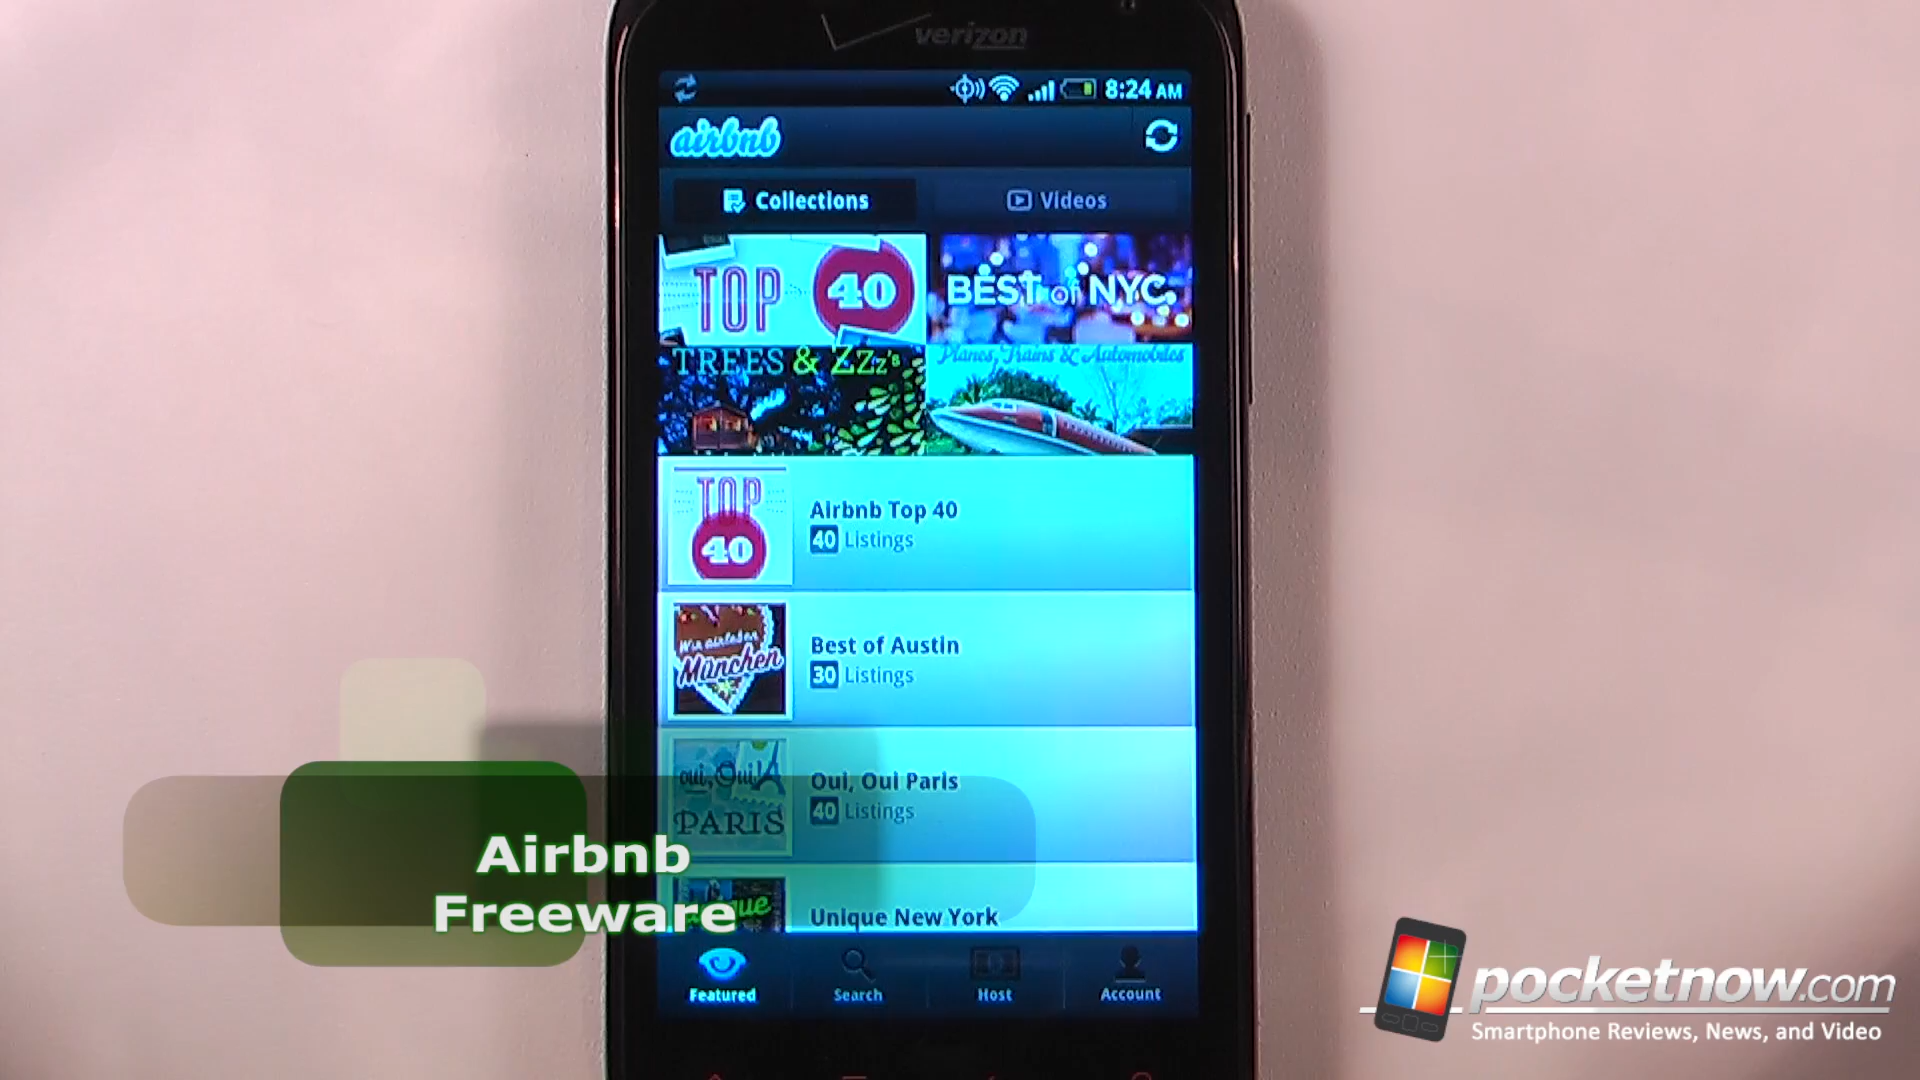 verizon
8:24 AM
airbnb
Collections
Videos
TOP 40
BEST of NYC
TREES & ZZz's
Planes, Trains & Automobiles
TOP
40
Airbnb Top 40
40 Listings
Wir airleben
München
Best of Austin
30 Listings
oui, Oui
PARIS
Oui, Oui Paris
40 Listings
Unique New York
Airbnb
Freeware
Featured
Search
Host
Account
pocketnow.com
Smartphone Reviews, News, and Video